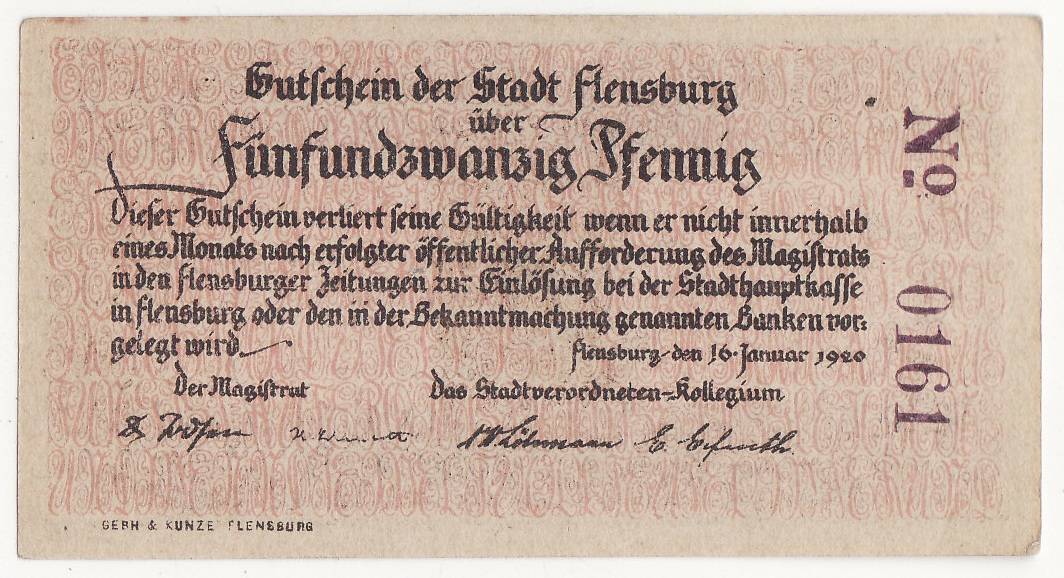 Gutschein der Stadt Flensburg
über
Fünfundzwanzig Pfennig
Dieser Gutschein verliert seine Gültigkeit wenn er nicht innerhalb
eines Monats nach erfolgter öffentlicher Aufforderung des Magistrats
in den Flensburger Zeitungen zur Einlösung bei der Stadthauptkasse
in Flensburg oder den in der Bekanntmachung genannten Banken vor:
gelegt wird.
Flensburg den 16. Januar 1920
Der Magistrat
Das Stadtverordneten-Kollegium
GEBH & KUNZE FLENSBURG
No. 0161